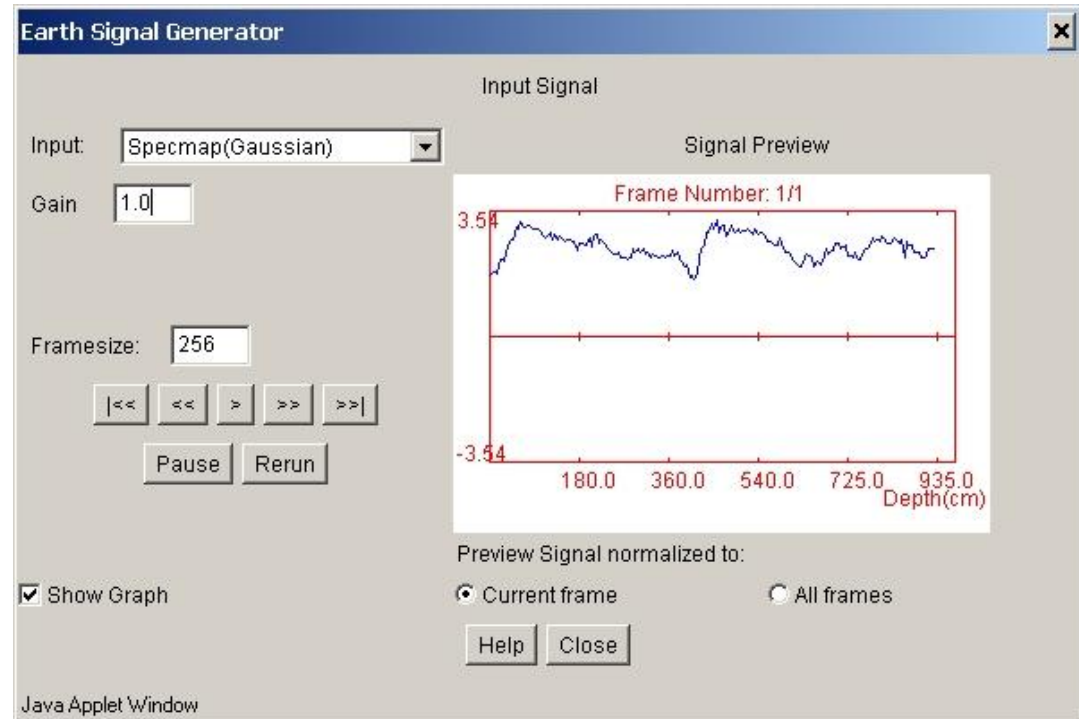 Earth Signal Generator
Input Signal
Input: Specmap(Gaussian)
Signal Preview
Gain 1.0
Frame Number: 1/1
3.54
-3.54
180.0 360.0 540.0 725.0 935.0
Depth(cm)
Framesize: 256
|<< << > >> >>|
Pause Rerun
Preview Signal normalized to:
Show Graph
Current frame All frames
Help Close
Java Applet Window